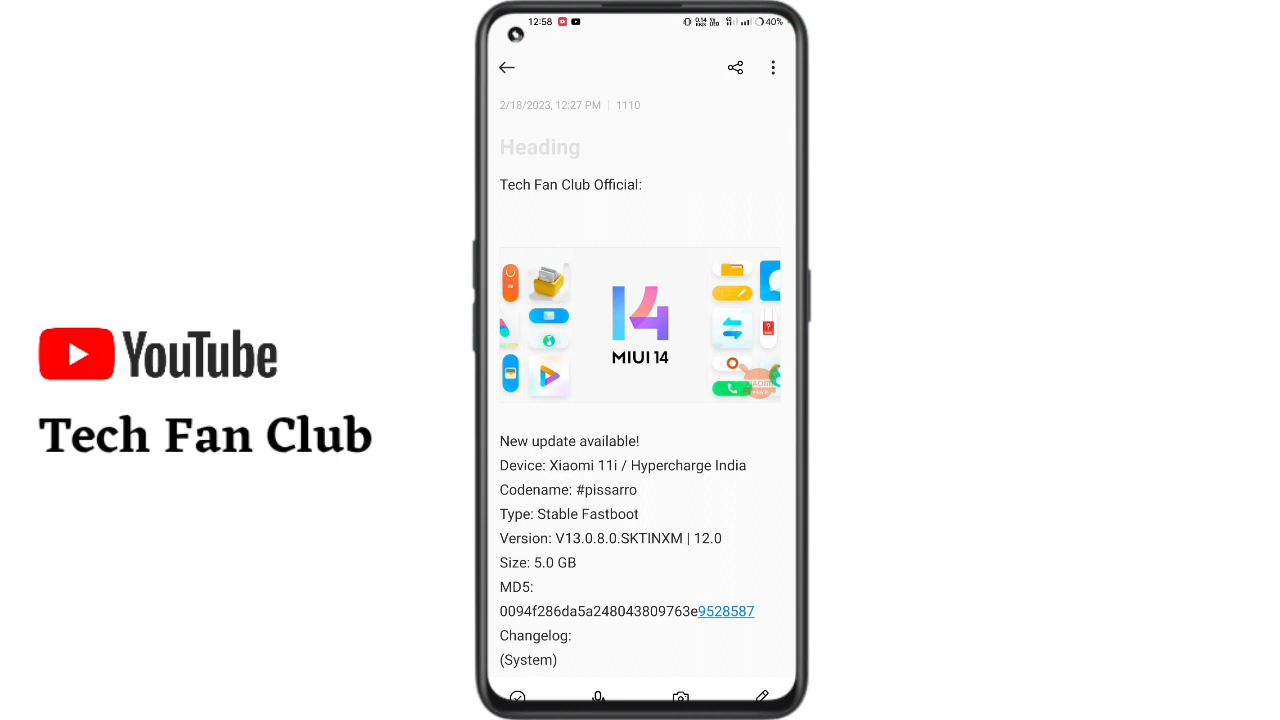 YouTube
Tech Fan Club
12:58
40%
2/18/2023, 12:27 PM | 1110
Heading
Tech Fan Club Official:
MIUI 14
New update available!
Device: Xiaomi 11i / Hypercharge India
Codename: #pissarro
Type: Stable Fastboot
Version: V13.0.8.0.SKTINXM | 12.0
Size: 5.0 GB
MD5:
0094f286da5a248043809763e9528587
Changelog:
(System)